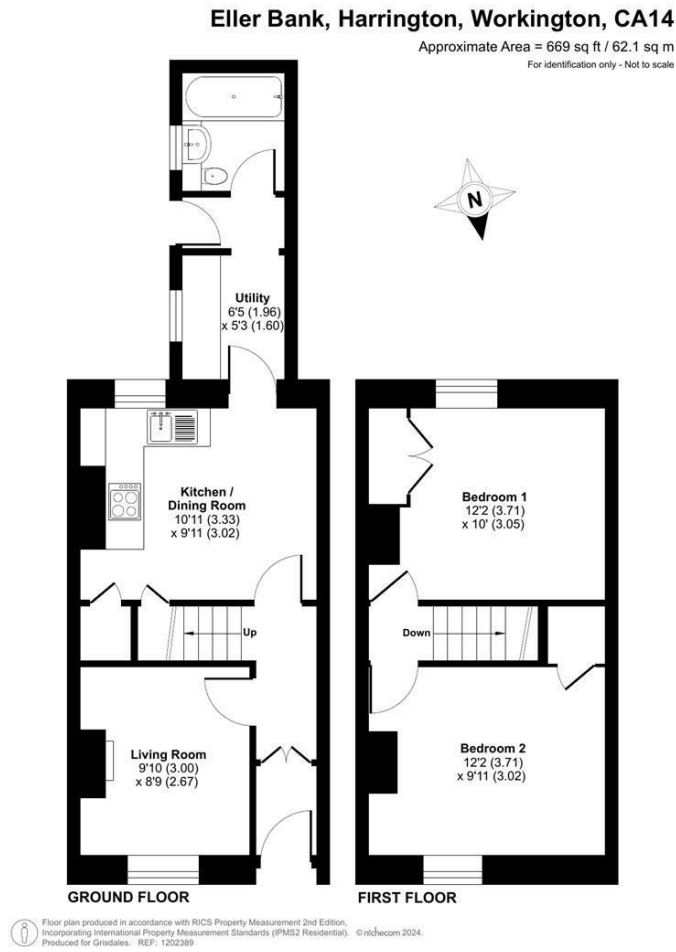 Eller Bank, Harrington, Workington, CA14
Approximate Area = 669 sq ft / 62.1 sq m
For identification only - Not to scale
N
Utility
6'5 (1.96)
x 5'3 (1.60)
Kitchen /
Dining Room
10'11 (3.33)
x 9'11 (3.02)
Bedroom 1
12'2 (3.71)
x 10' (3.05)
Up
Down
Living Room
9'10 (3.00)
x 8'9 (2.67)
Bedroom 2
12'2 (3.71)
x 9'11 (3.02)
GROUND FLOOR
FIRST FLOOR
Floor plan produced in accordance with RICS Property Measurement 2nd Edition,
Incorporating International Property Measurement Standards (IPMS2 Residential). © nichecom 2024.
Produced for Grisdales. REF: 1202389